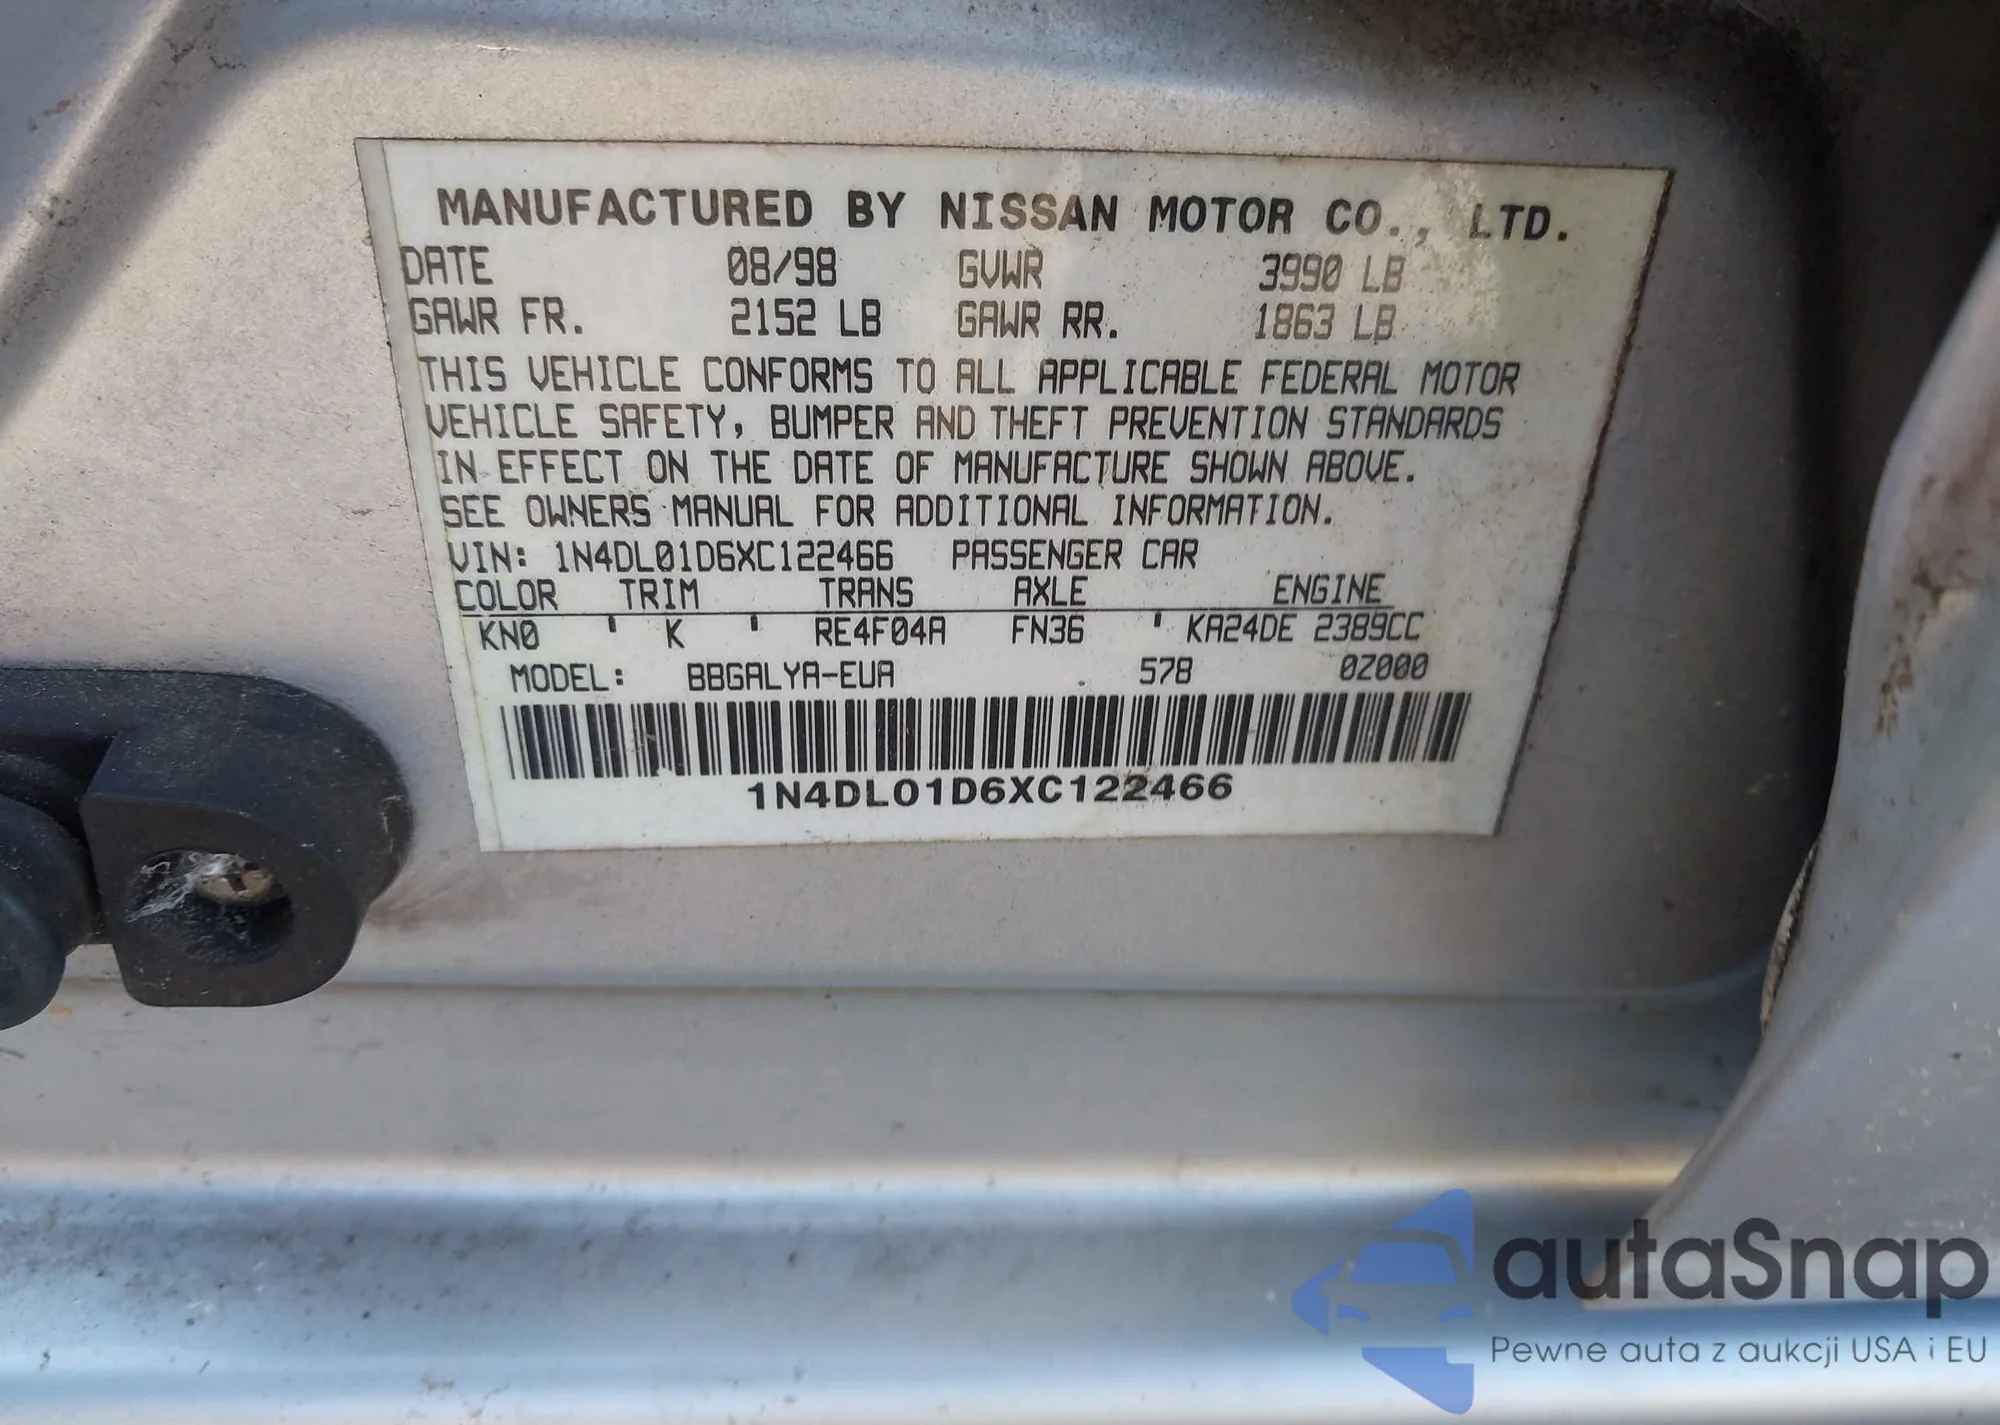 MANUFACTURED BY NISSAN MOTOR CO., LTD.
DATE 08/98 GVWR 3990 LB
GAWR FR. 2152 LB GAWR RR. 1863 LB
THIS VEHICLE CONFORMS TO ALL APPLICABLE FEDERAL MOTOR
VEHICLE SAFETY, BUMPER AND THEFT PREVENTION STANDARDS
IN EFFECT ON THE DATE OF MANUFACTURE SHOWN ABOVE.
SEE OWNERS MANUAL FOR ADDITIONAL INFORMATION.
VIN: 1N4DL01D6XC122466 PASSENGER CAR
COLOR TRIM TRANS AXLE ENGINE
KN0 ' K ' RE4F04A FN36 ' KA24DE 2389CC
MODEL: BBGALYA-EUA 578 0Z000
1N4DL01D6XC122466
autaSnap
Pewne auta z aukcji USA i EU